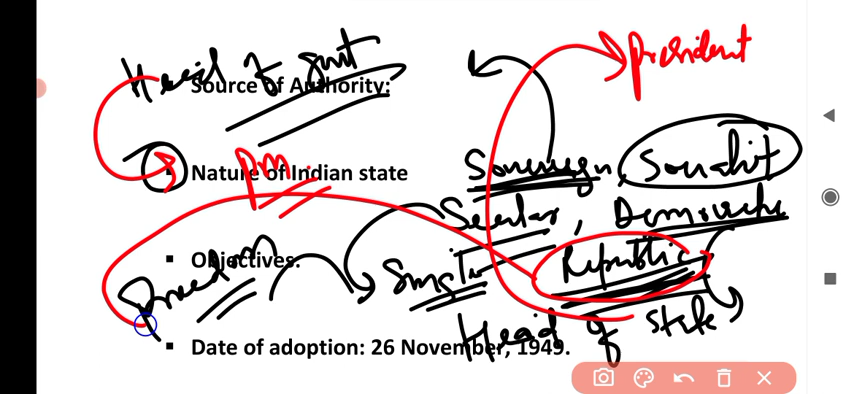 Head of Govt
president
Source of Authority:
Pm.
Nature of Indian state
Sovereign, Socialist
Secular, Democratic
Objectives:
Freedom
Republic
Head of state
Date of adoption: 26 November, 1949.